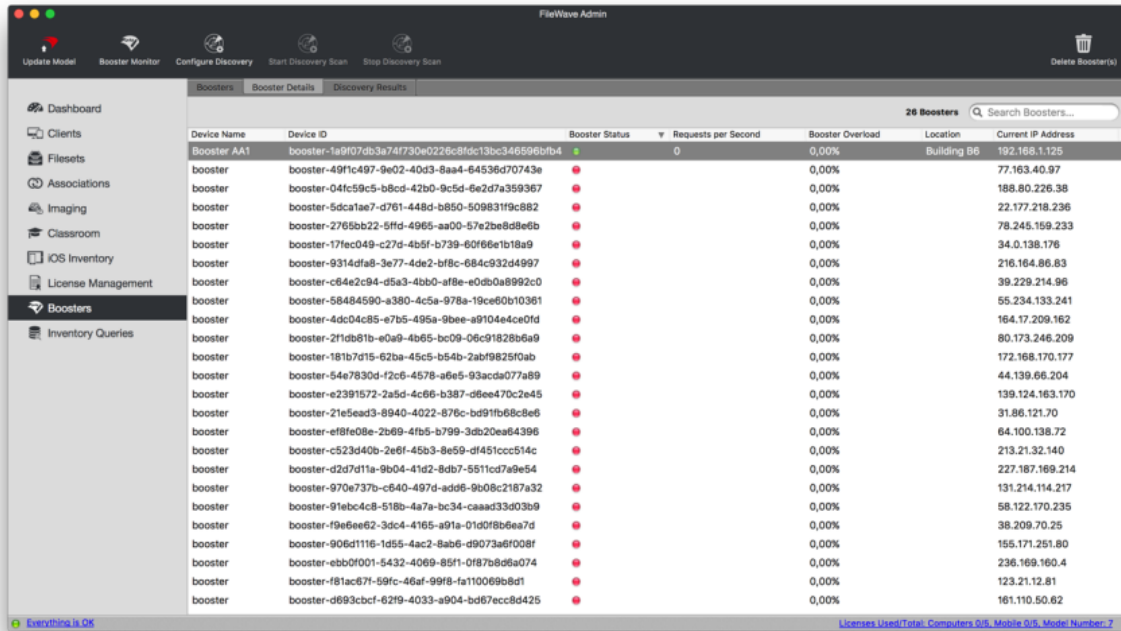 FileWave Admin
Update Model Booster Monitor Configure Discovery Start Discovery Scan Stop Discovery Scan Delete Booster(s)
Boosters Booster Details Discovery Results
Dashboard
Clients
Filesets
Associations
Imaging
Classroom
iOS Inventory
License Management
Boosters
Inventory Queries
26 Boosters Search Boosters...
Device Name Device ID Booster Status Requests per Second Booster Overload Location Current IP Address
Booster AA1 booster-1a9f07db3a74f730e0226c8fdc13bc346596bfb4 0 0,00% Building B6 192.168.1.125
booster booster-49f1c497-9e02-40d3-8aa4-64536d70743e 0,00% 77.163.40.97
booster booster-04fc59c5-b8cd-42b0-9c5d-6e2d7a359367 0,00% 188.80.226.38
booster booster-5dca1ae7-d761-448d-b850-509831f9c882 0,00% 22.177.218.236
booster booster-2765bb22-5ffd-4965-aa00-57e2be8d8e6b 0,00% 78.245.159.233
booster booster-17fec049-c27d-4b5f-b739-60f66e1b18a9 0,00% 34.0.138.176
booster booster-9314dfa8-3e77-4de2-bf8c-684c932d4997 0,00% 216.164.86.83
booster booster-c64e2c94-d5a3-4bb0-af8e-e0db0a8992c0 0,00% 39.229.214.96
booster booster-58484590-a380-4c5a-978a-19ce60b10361 0,00% 55.234.133.241
booster booster-4dc04c85-e7b5-495a-9bee-a9104e4ce0fd 0,00% 164.17.209.162
booster booster-2f1db81b-e0a9-4b65-bc09-06c91828b6a9 0,00% 80.173.246.209
booster booster-181b7d15-62ba-45c5-b54b-2abf9825f0ab 0,00% 172.168.170.177
booster booster-54e7830d-f2c6-4578-a6e5-93acda077a89 0,00% 44.139.66.204
booster booster-e2391572-2a5d-4c66-b387-d6ee470c2e45 0,00% 139.124.163.170
booster booster-21e5ead3-8940-4022-876c-bd91fb68c8e6 0,00% 31.86.121.70
booster booster-ef8fe08e-2b69-4fb5-b799-3db20ea64396 0,00% 64.100.138.72
booster booster-c523d40b-2e6f-45b3-8e59-df451ccc514c 0,00% 213.21.32.140
booster booster-d2d7d11a-9b04-41d2-8db7-5511cd7a9e54 0,00% 227.187.169.214
booster booster-970e737b-c640-497d-add6-9b08c2187a32 0,00% 131.214.114.217
booster booster-91ebc4c8-518b-4a7a-bc34-caaad33d03b9 0,00% 58.122.170.235
booster booster-f9e6ee62-3dc4-4165-a91a-01d0f8b6ea7d 0,00% 38.209.70.25
booster booster-906d1116-1d55-4ac2-8ab6-d9073a6f008f 0,00% 155.171.251.80
booster booster-ebb0f001-5432-4069-85f1-0f87b8d6a074 0,00% 236.169.160.4
booster booster-f81ac67f-59fc-46af-99f8-fa110069b8d1 0,00% 123.21.12.81
booster booster-d693cbcf-62f9-4033-a904-bd67ecc8d425 0,00% 161.110.50.62
Everything is OK Licenses Used/Total: Computers 0/5, Mobile 0/5, Model Number: 7